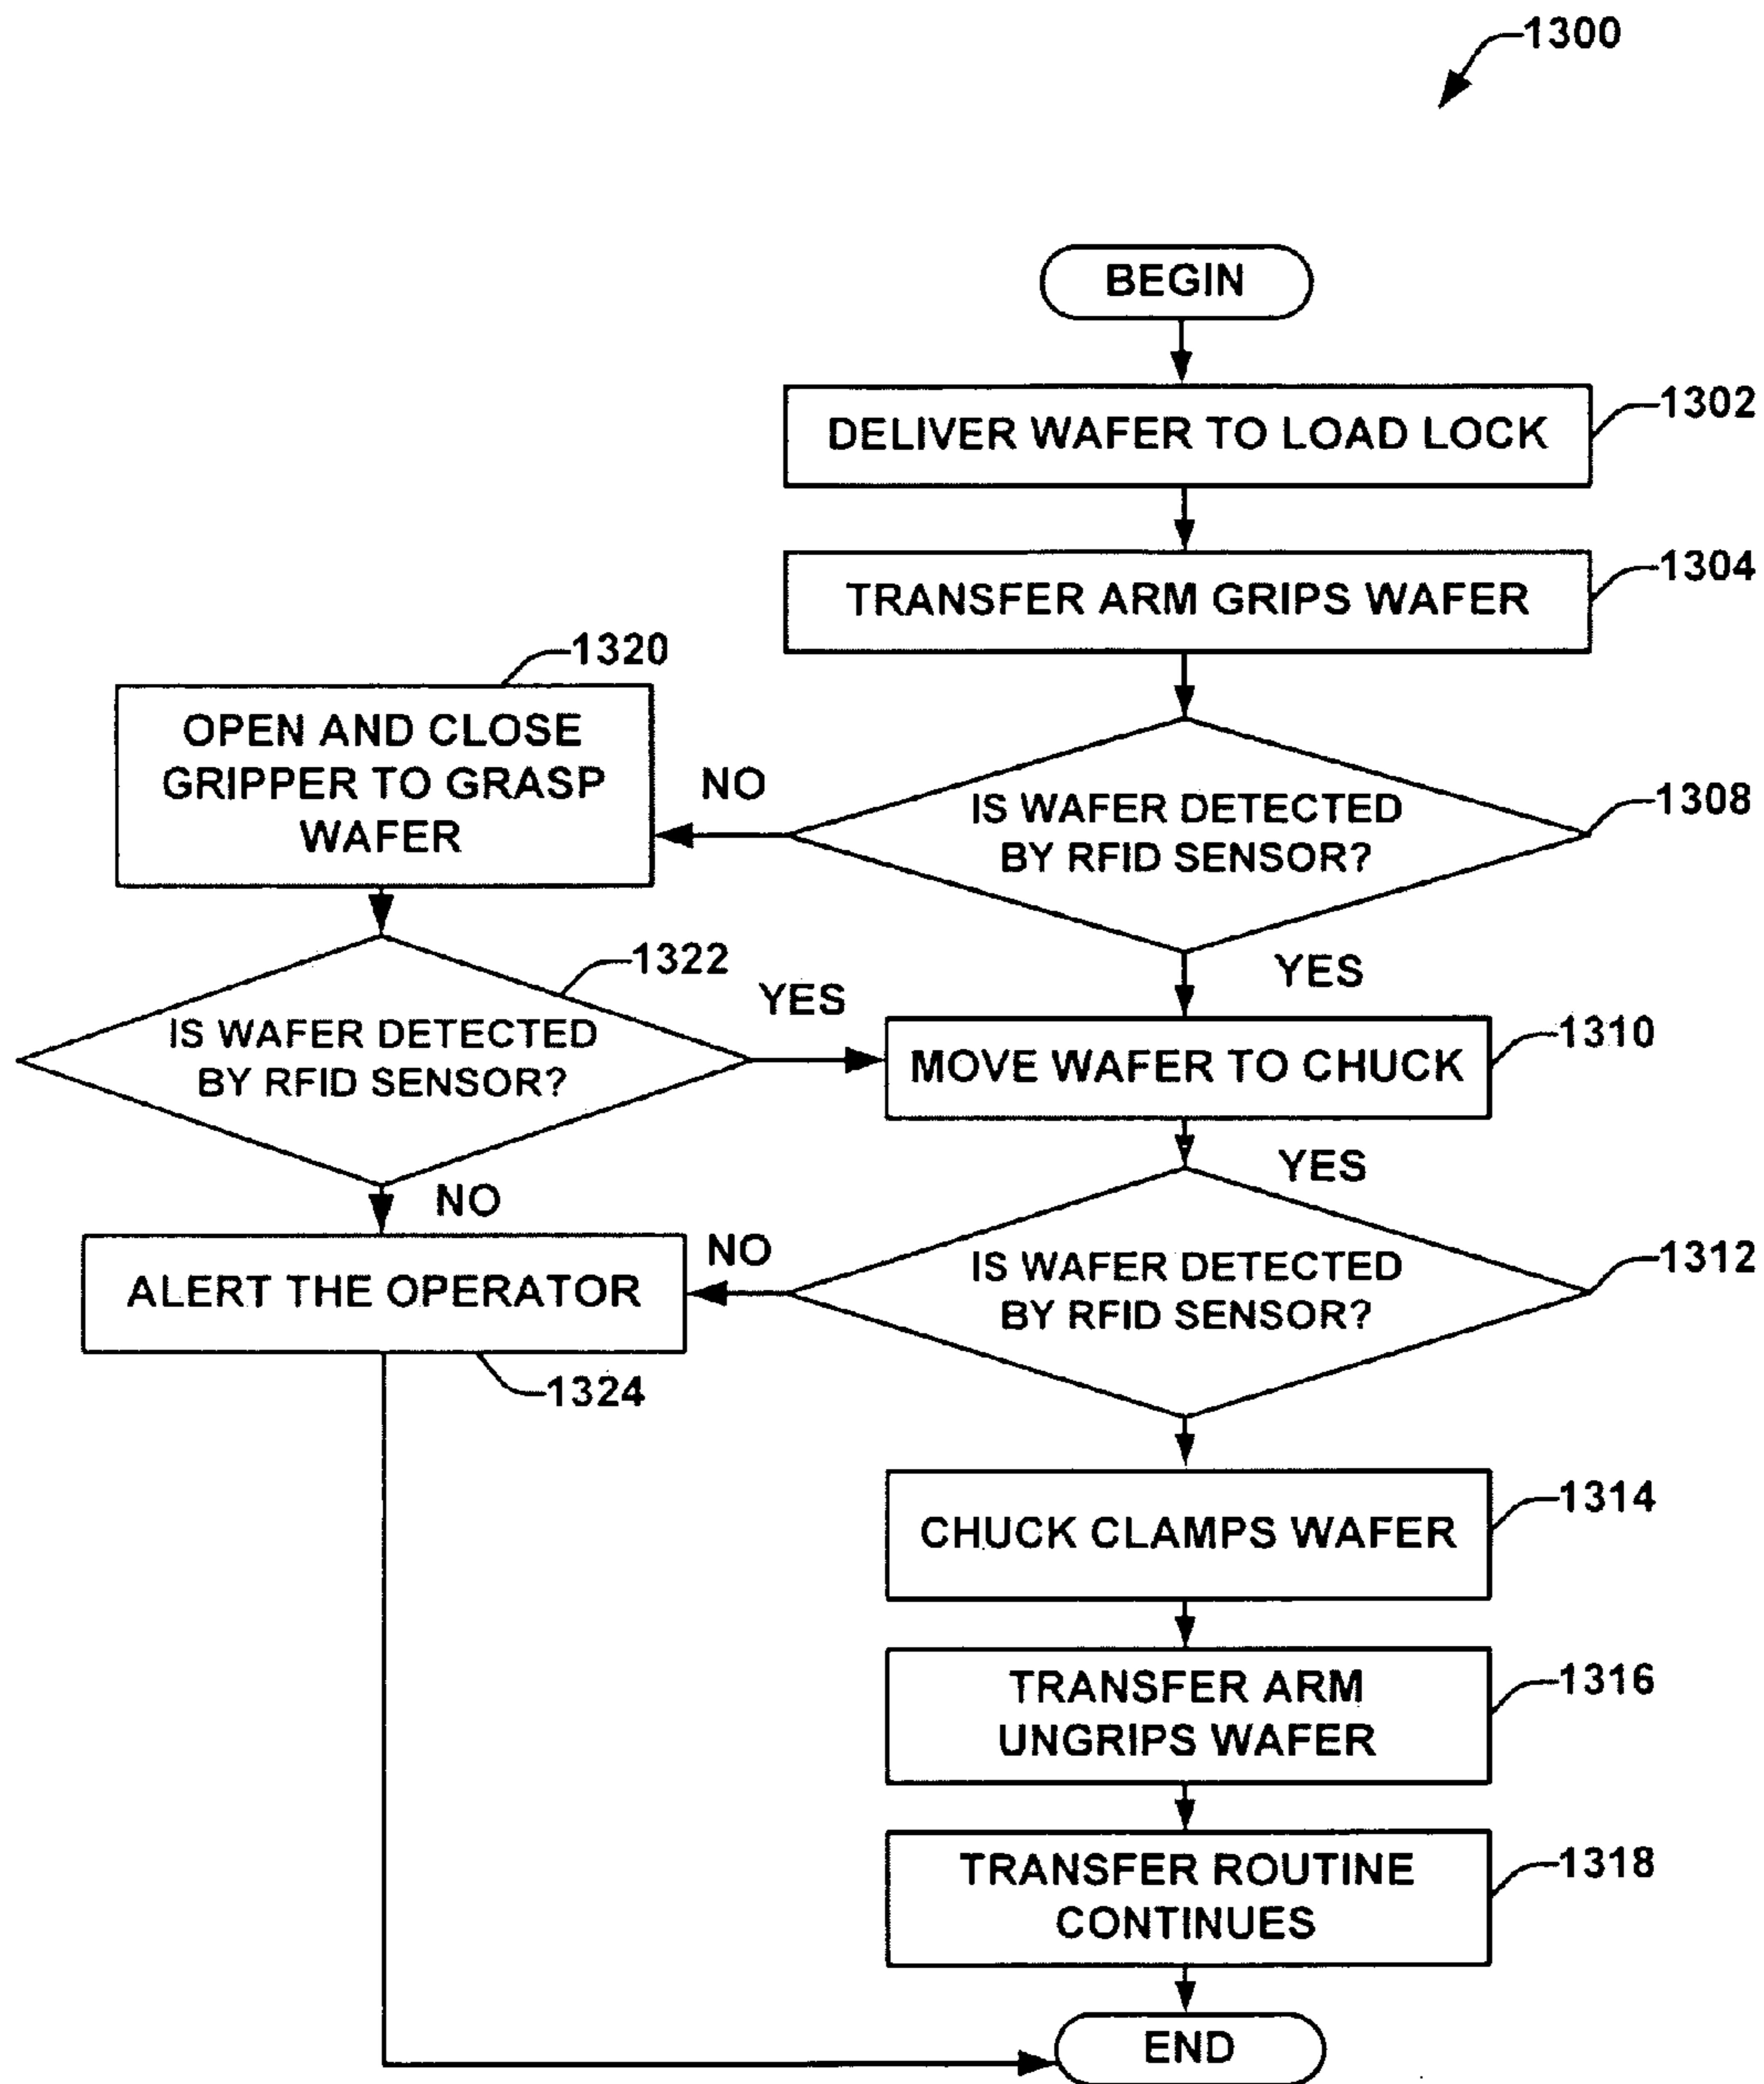 1300
BEGIN
DELIVER WAFER TO LOAD LOCK
1302
TRANSFER ARM GRIPS WAFER
1304
1320
OPEN AND CLOSE
GRIPPER TO GRASP
WAFER
NO
IS WAFER DETECTED
BY RFID SENSOR?
1308
YES
1322
IS WAFER DETECTED
BY RFID SENSOR?
YES
MOVE WAFER TO CHUCK
1310
YES
NO
ALERT THE OPERATOR
1324
NO
IS WAFER DETECTED
BY RFID SENSOR?
1312
CHUCK CLAMPS WAFER
1314
TRANSFER ARM
UNGRIPS WAFER
1316
TRANSFER ROUTINE
CONTINUES
1318
END